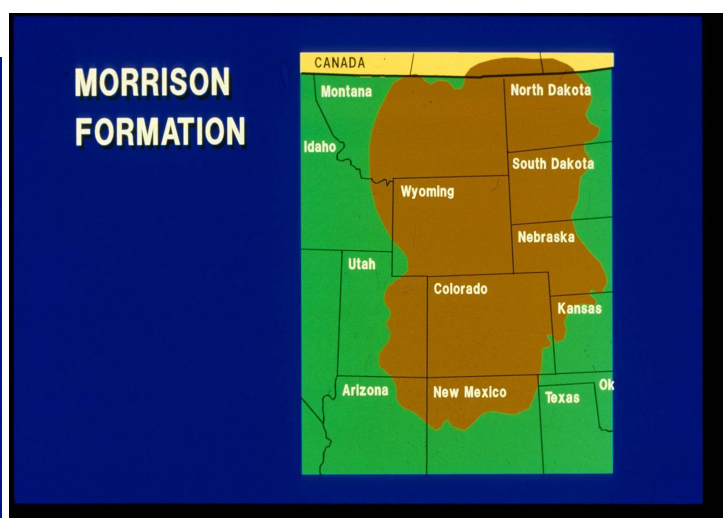 MORRISON
FORMATION
CANADA
Montana
North Dakota
Idaho
South Dakota
Wyoming
Nebraska
Utah
Colorado
Kansas
Arizona
New Mexico
Texas
Ok